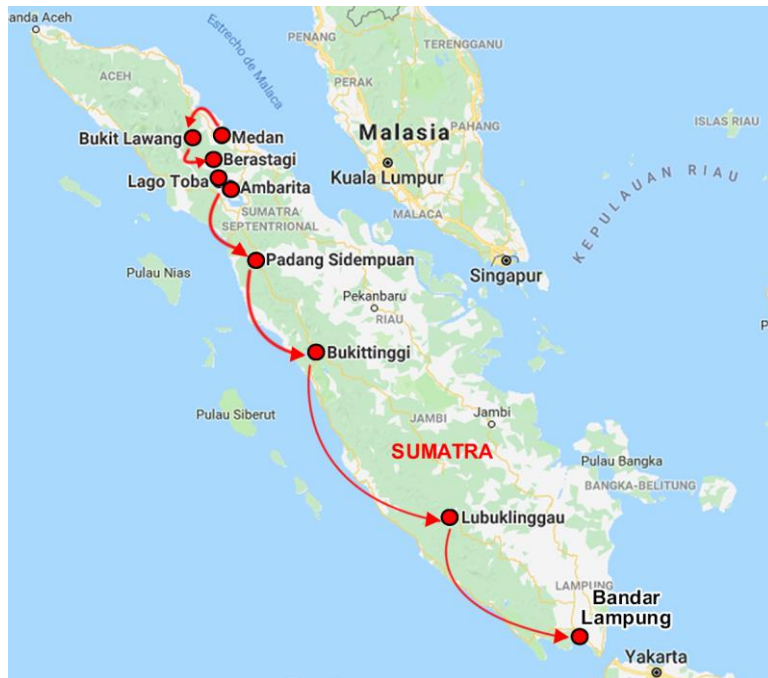 anda Aceh
Estrecho de Malaca
PENANG
TERENGGANU
ACEH
PERAK
Malasia
PAHANG
ISLAS RIAU
Bukit Lawang
Medan
Berastagi
Kuala Lumpur
KEPULAUAN RIAU
Lago Toba
Ambarita
SUMATRA
SEPTENTRIONAL
MALACA
Padang Sidempuan
Singapur
Pulau Nias
Pekanbaru
RIAU
P
Bukittinggi
Pulau Siberut
JAMBI
Jambi
SUMATRA
Pulau Bangka
BANGKA-BELITUNG
Lubuklinggau
LAMPUNG
Bandar
Lampung
Yakarta